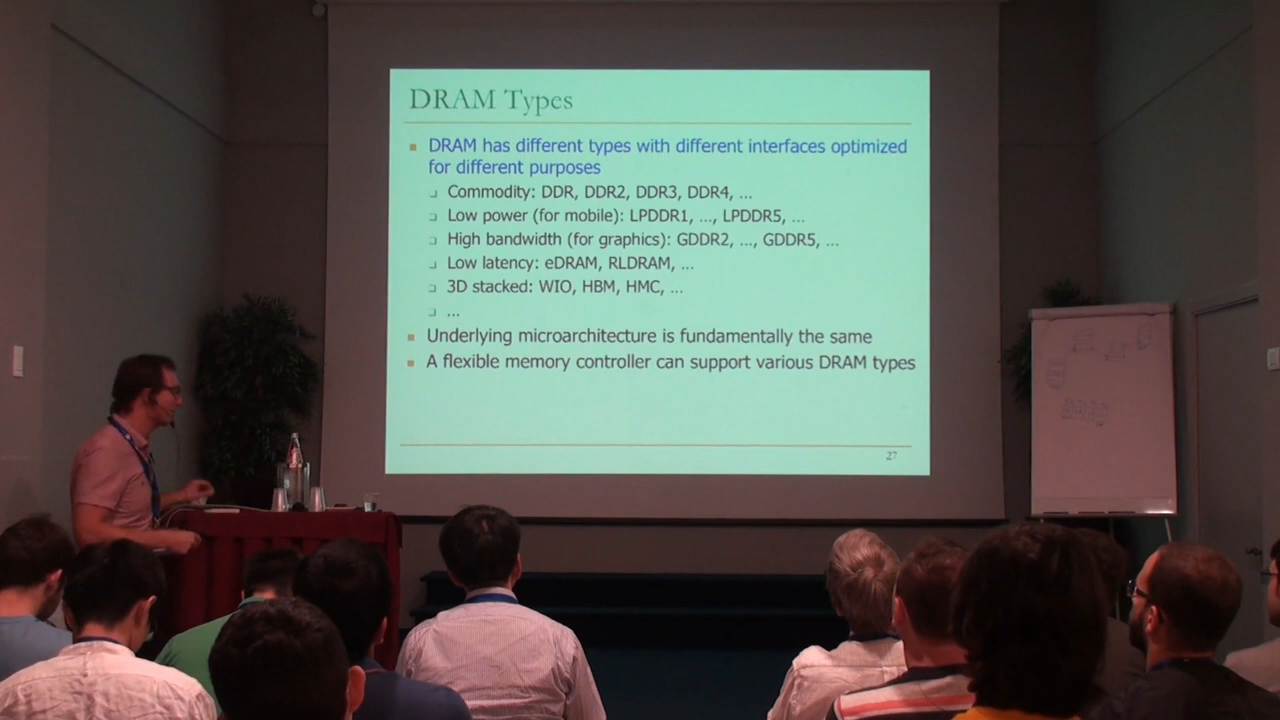 DRAM Types
DRAM has different types with different interfaces optimized
for different purposes
Commodity: DDR, DDR2, DDR3, DDR4, ...
Low power (for mobile): LPDDR1, ..., LPDDR5, ...
High bandwidth (for graphics): GDDR2, ..., GDDR5, ...
Low latency: eDRAM, RLDRAM, ...
3D stacked: WIO, HBM, HMC, ...
...
Underlying microarchitecture is fundamentally the same
A flexible memory controller can support various DRAM types
27